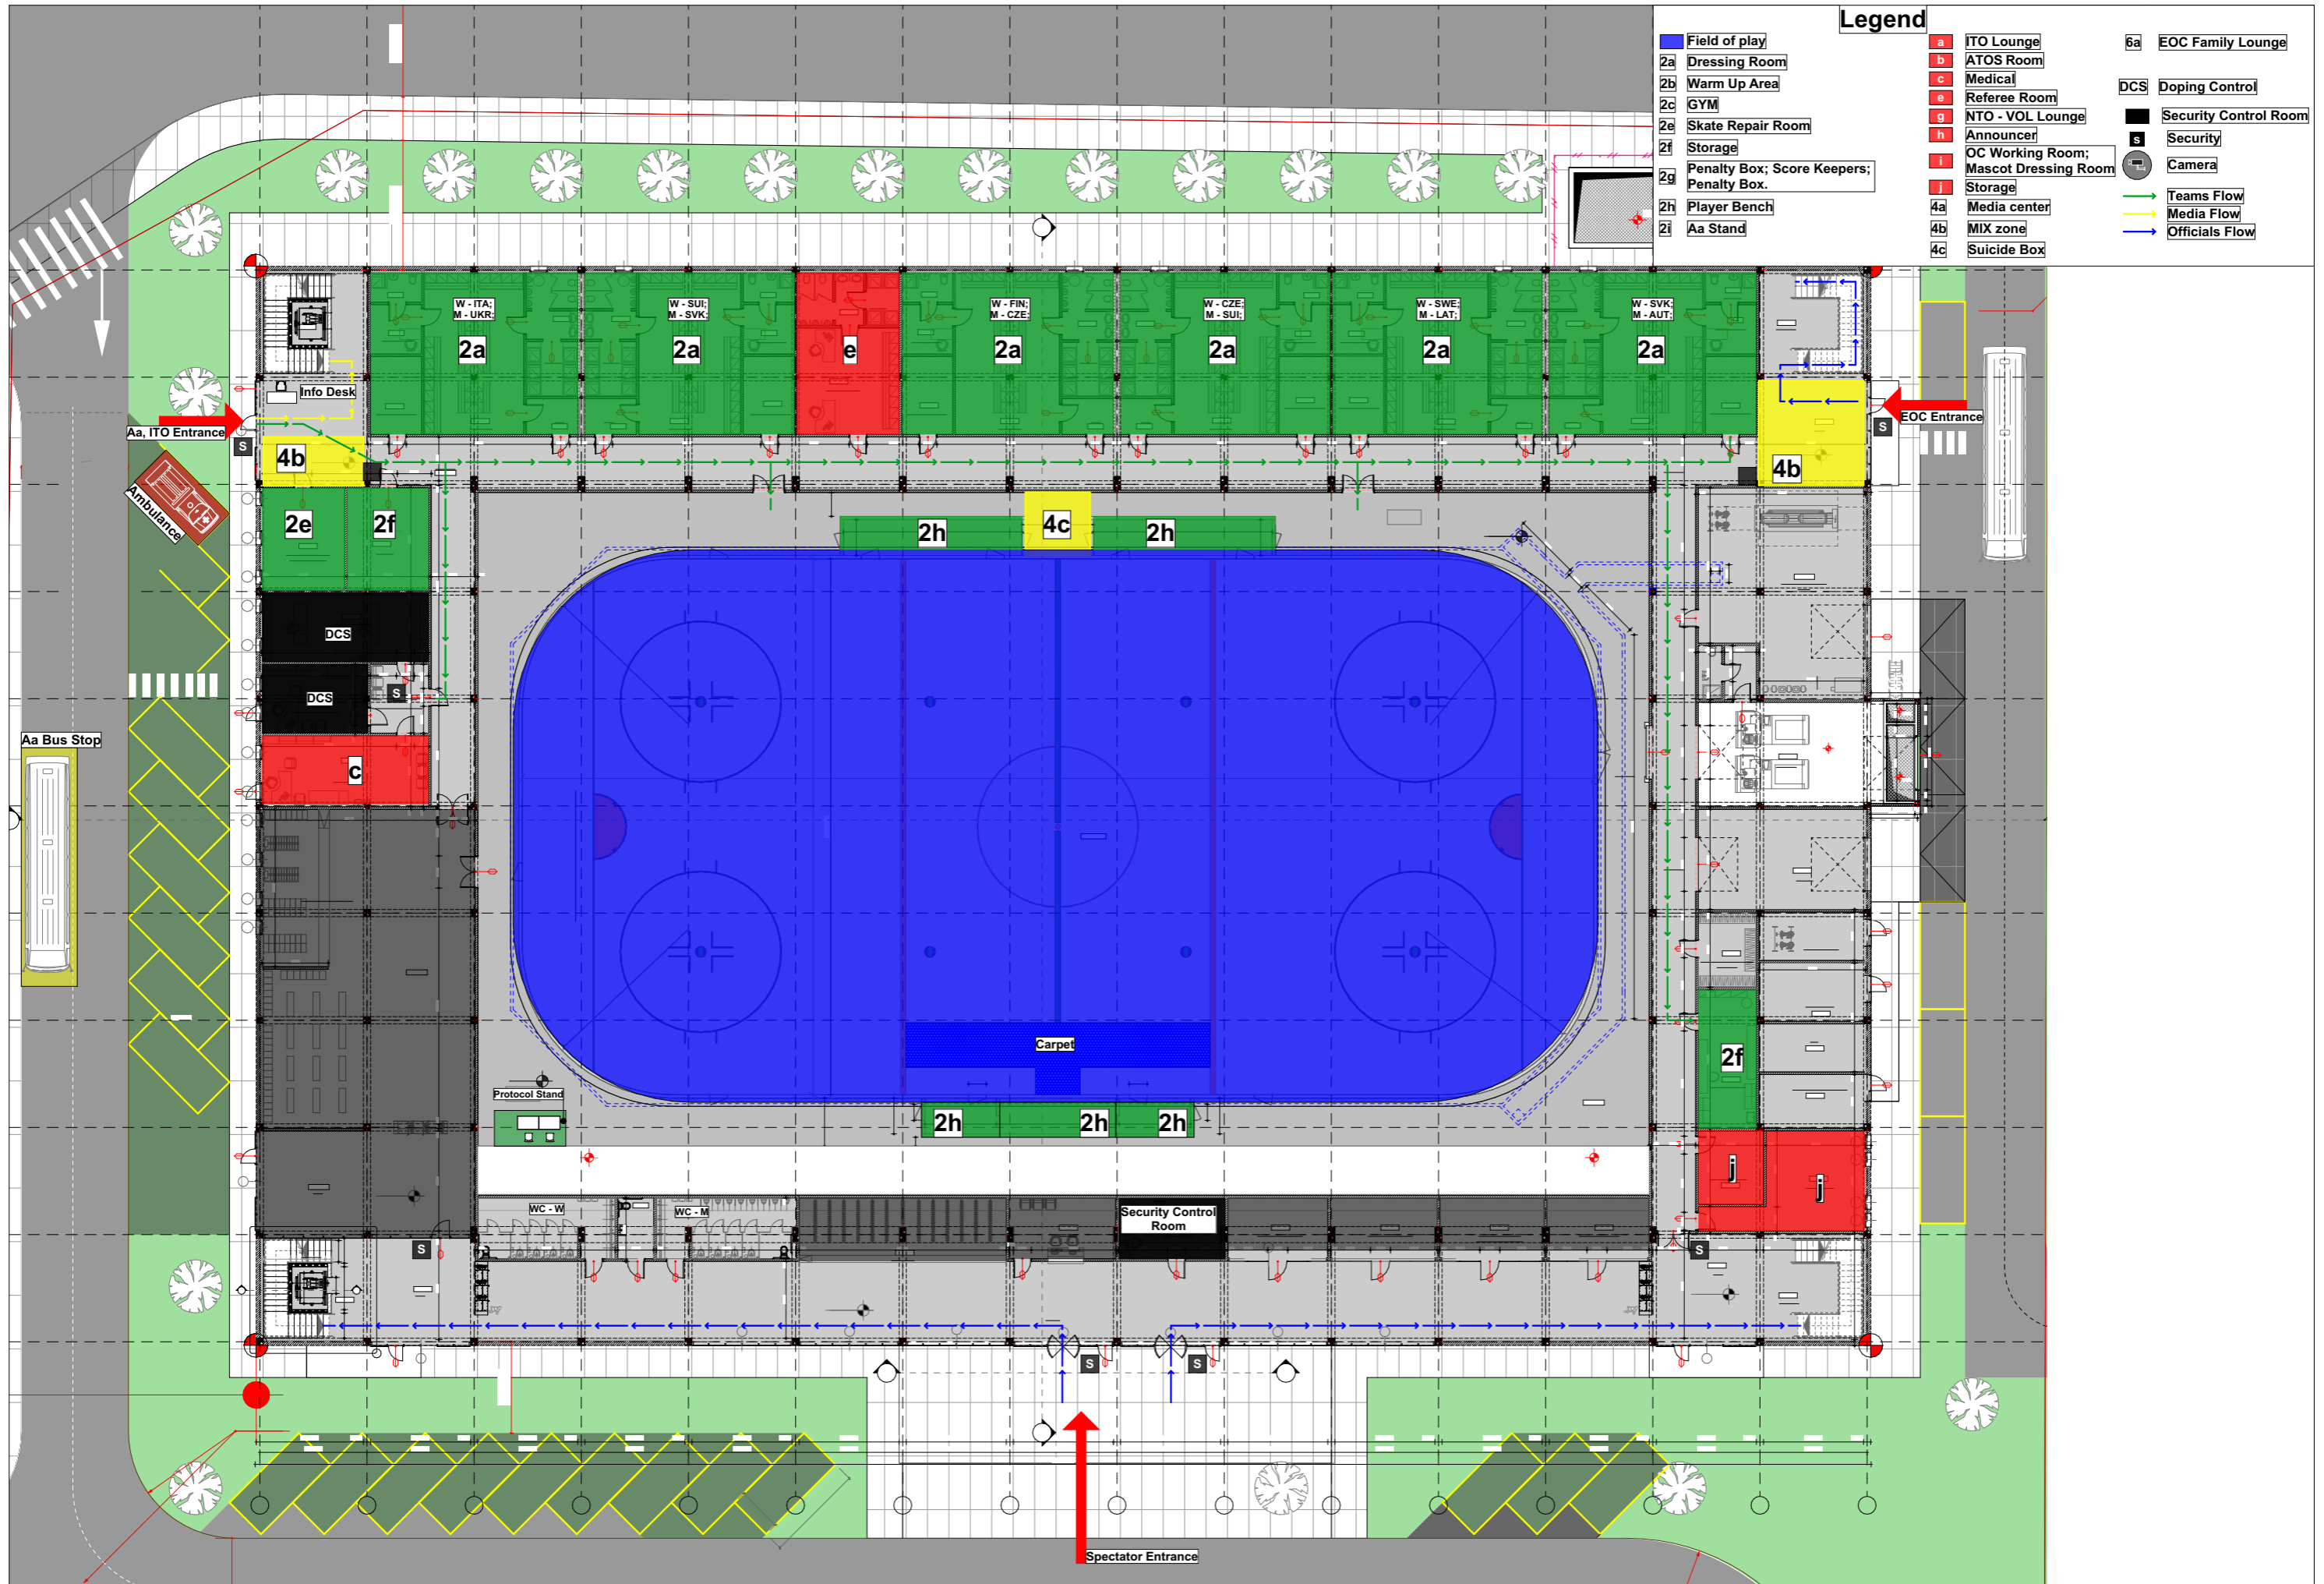 Legend
Field of play
2a Dressing Room
2b Warm Up Area
2c GYM
2e Skate Repair Room
2f Storage
2g Penalty Box; Score Keepers;
Penalty Box.
2h Player Bench
2i Aa Stand
a ITO Lounge
b ATOS Room
c Medical
e Referee Room
g NTO - VOL Lounge
h Announcer
i OC Working Room;
Mascot Dressing Room
j Storage
4a Media center
4b MIX zone
4c Suicide Box
6a EOC Family Lounge
DCS Doping Control
Security Control Room
s Security
Camera
Teams Flow
Media Flow
Officials Flow
W - ITA;
M - UKR;
2a
W - SUI;
M - SVK;
2a
e
W - FIN;
M - CZE;
2a
W - CZE;
M - SUI;
2a
W - SWE;
M - LAT;
2a
W - SVK;
M - AUT;
2a
Info Desk
Aa, ITO Entrance
S
4b
EOC Entrance
S
4b
Ambulance
2e
2f
2h
4c
2h
DCS
DCS
S
c
Aa Bus Stop
Carpet
2f
Protocol Stand
2h
2h
2h
j
j
WC - W
WC - M
Security Control
Room
S
S
S
S
Spectator Entrance